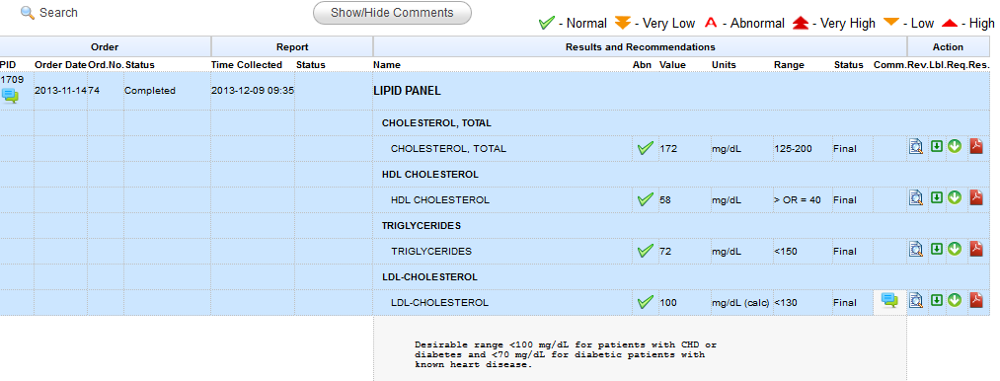 Search
Show/Hide Comments
- Normal - Very Low - Abnormal - Very High - Low - High
Order Report Results and Recommendations Action
PID Order Date Ord.No. Status Time Collected Status Name Abn Value Units Range Status Comm. Rev. Lbl. Req. Res.
1709
2013-11-14 74 Completed 2013-12-09 09:35 LIPID PANEL
CHOLESTEROL, TOTAL
CHOLESTEROL, TOTAL 172 mg/dL 125-200 Final
HDL CHOLESTEROL
HDL CHOLESTEROL 58 mg/dL > OR = 40 Final
TRIGLYCERIDES
TRIGLYCERIDES 72 mg/dL <150 Final
LDL-CHOLESTEROL
LDL-CHOLESTEROL 100 mg/dL (calc) <130 Final
Desirable range <100 mg/dL for patients with CHD or
diabetes and <70 mg/dL for diabetic patients with
known heart disease.